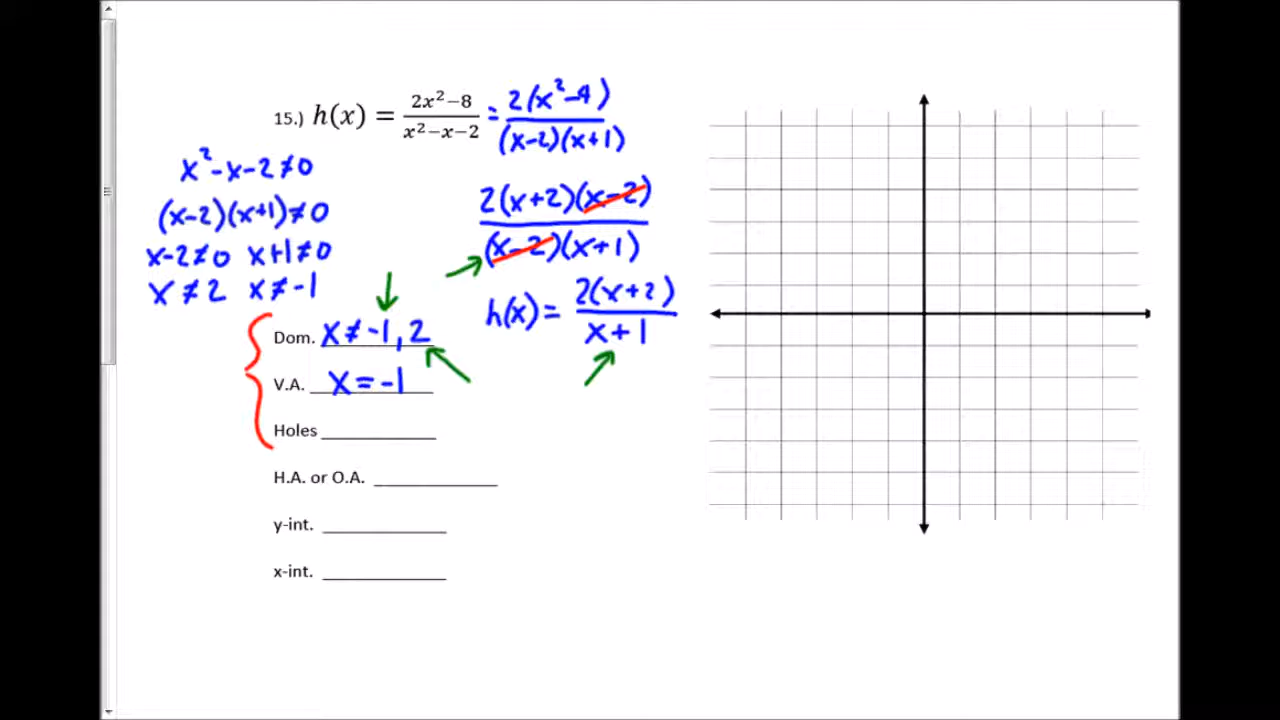 15.) h(x) = (2x²−8)/(x²−x−2) = 2(x²-4)/((x-2)(x+1))
x²-x-2≠0
(x-2)(x+1)≠0
x-2≠0 x+1≠0
x≠2 x≠-1
2(x+2)(x-2)
(x-2)(x+1)
h(x) = 2(x+2)/(x+1)
Dom. x≠-1,2
V.A. x=-1
Holes
H.A. or O.A.
y-int.
x-int.